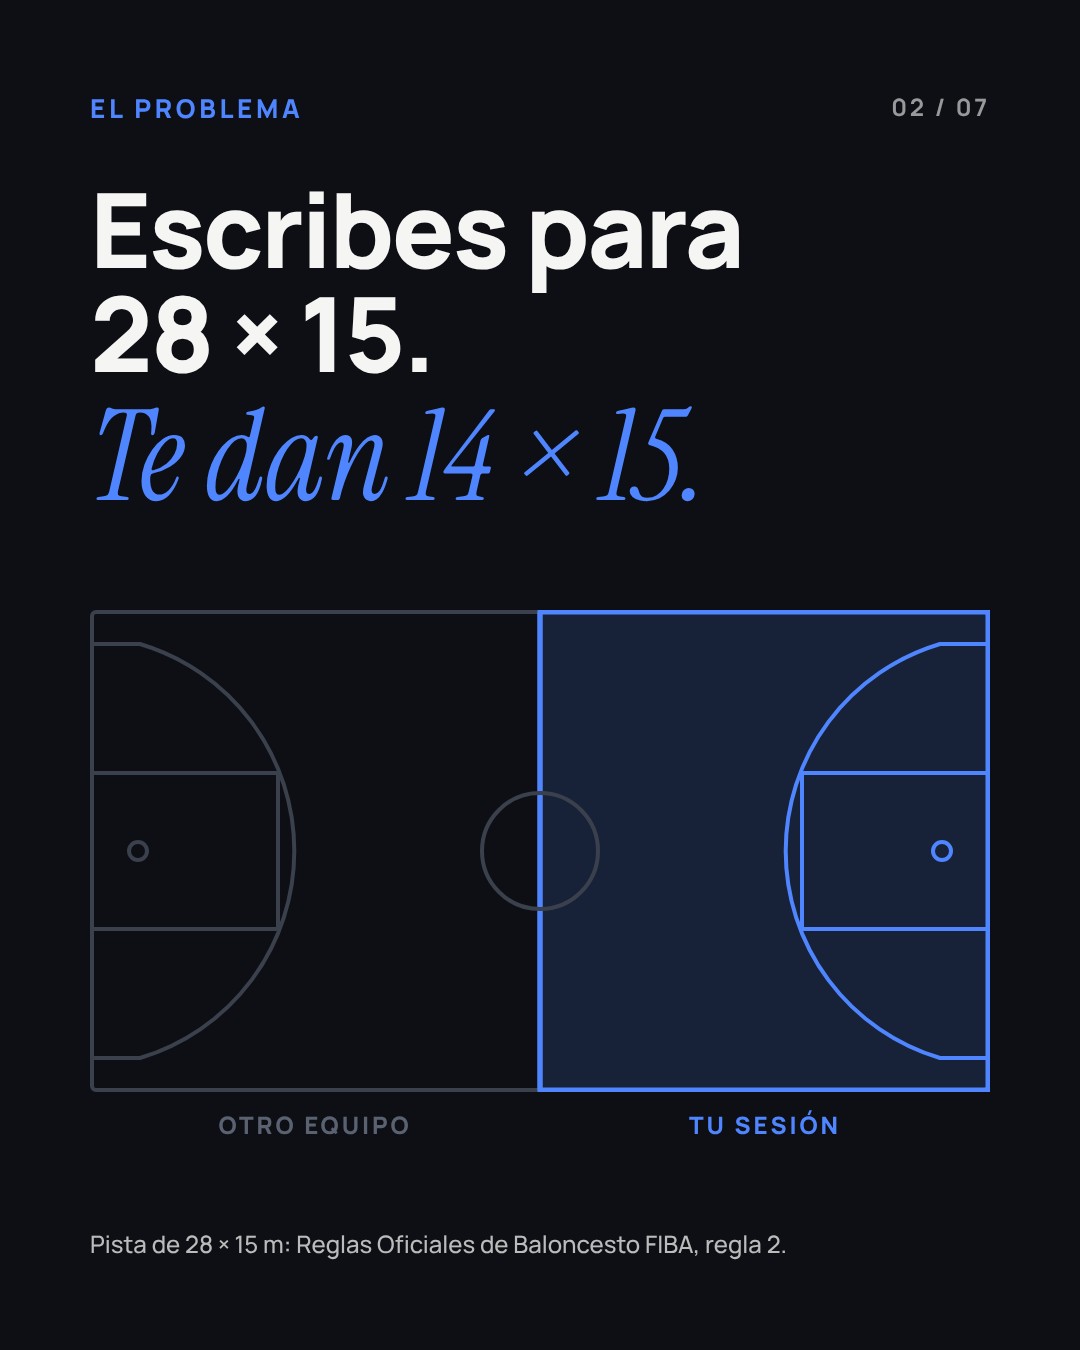 EL PROBLEMA
02 / 07
Escribes para
28 × 15.
Te dan 14 × 15.
OTRO EQUIPO
TU SESIÓN
Pista de 28 × 15 m: Reglas Oficiales de Baloncesto FIBA, regla 2.